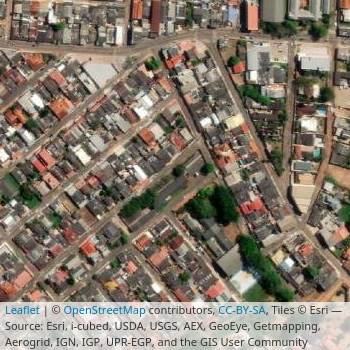 Leaflet | © OpenStreetMap contributors, CC-BY-SA, Tiles © Esri —
Source: Esri, i-cubed, USDA, USGS, AEX, GeoEye, Getmapping,
Aerogrid, IGN, IGP, UPR-EGP, and the GIS User Community